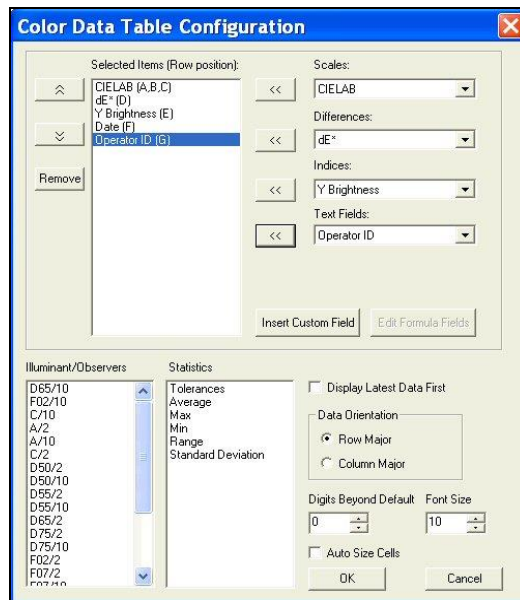 Color Data Table Configuration
Selected Items (Row position):
CIELAB (A,B,C)
dE* (D)
Y Brightness (E)
Date (F)
Operator ID (G)
Remove
<<
<<
<<
<<
Scales:
CIELAB
Differences:
dE*
Indices:
Y Brightness
Text Fields:
Operator ID
Insert Custom Field
Edit Formula Fields
Illuminant/Observers
D65/10
F02/10
C/10
A/2
A/10
C/2
D50/2
D50/10
D55/2
D55/10
D65/2
D75/2
D75/10
F02/2
F07/2
F07/10
Statistics
Tolerances
Average
Max
Min
Range
Standard Deviation
Display Latest Data First
Data Orientation
Row Major
Column Major
Digits Beyond Default
Font Size
0
10
Auto Size Cells
OK
Cancel